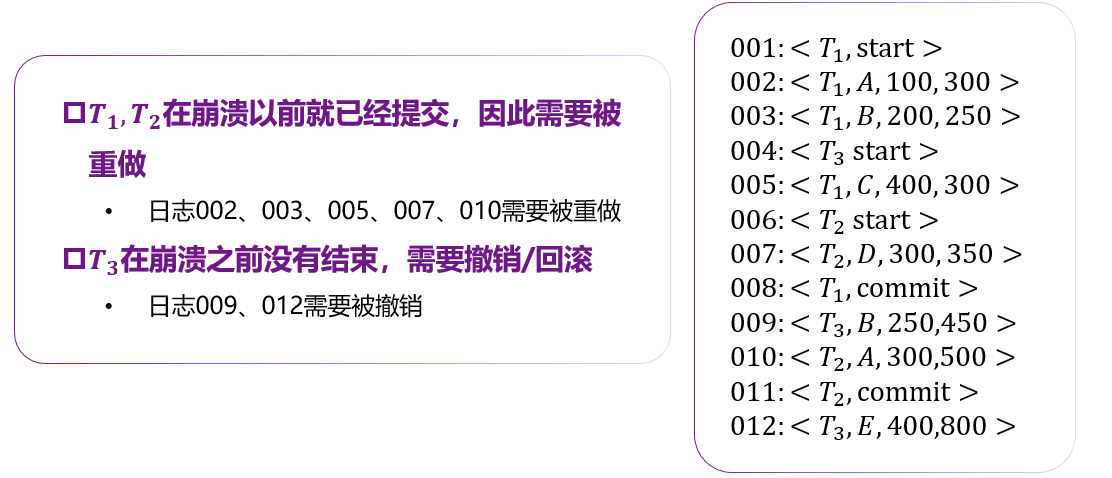 □T₁, T₂在崩溃以前就已经提交，因此需要被
重做
• 日志002、003、005、007、010需要被重做
□T₃在崩溃之前没有结束，需要撤销/回滚
• 日志009、012需要被撤销
001:< T₁, start >
002:< T₁, A, 100, 300 >
003:< T₁, B, 200, 250 >
004:< T₃ start >
005:< T₁, C, 400, 300 >
006:< T₂ start >
007:< T₂, D, 300, 350 >
008:< T₁, commit >
009:< T₃, B, 250,450 >
010:< T₂, A, 300,500 >
011:< T₂, commit >
012:< T₃, E, 400,800 >